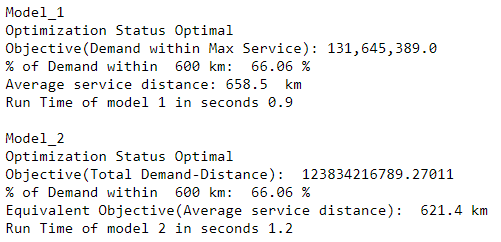 Model_1
Optimization Status Optimal
Objective(Demand within Max Service): 131,645,389.0
% of Demand within  600 km:  66.06 %
Average service distance: 658.5  km
Run Time of model 1 in seconds 0.9

Model_2
Optimization Status Optimal
Objective(Total Demand-Distance):  123834216789.27011
% of Demand within  600 km:  66.06 %
Equivalent Objective(Average service distance):  621.4 km
Run Time of model 2 in seconds 1.2